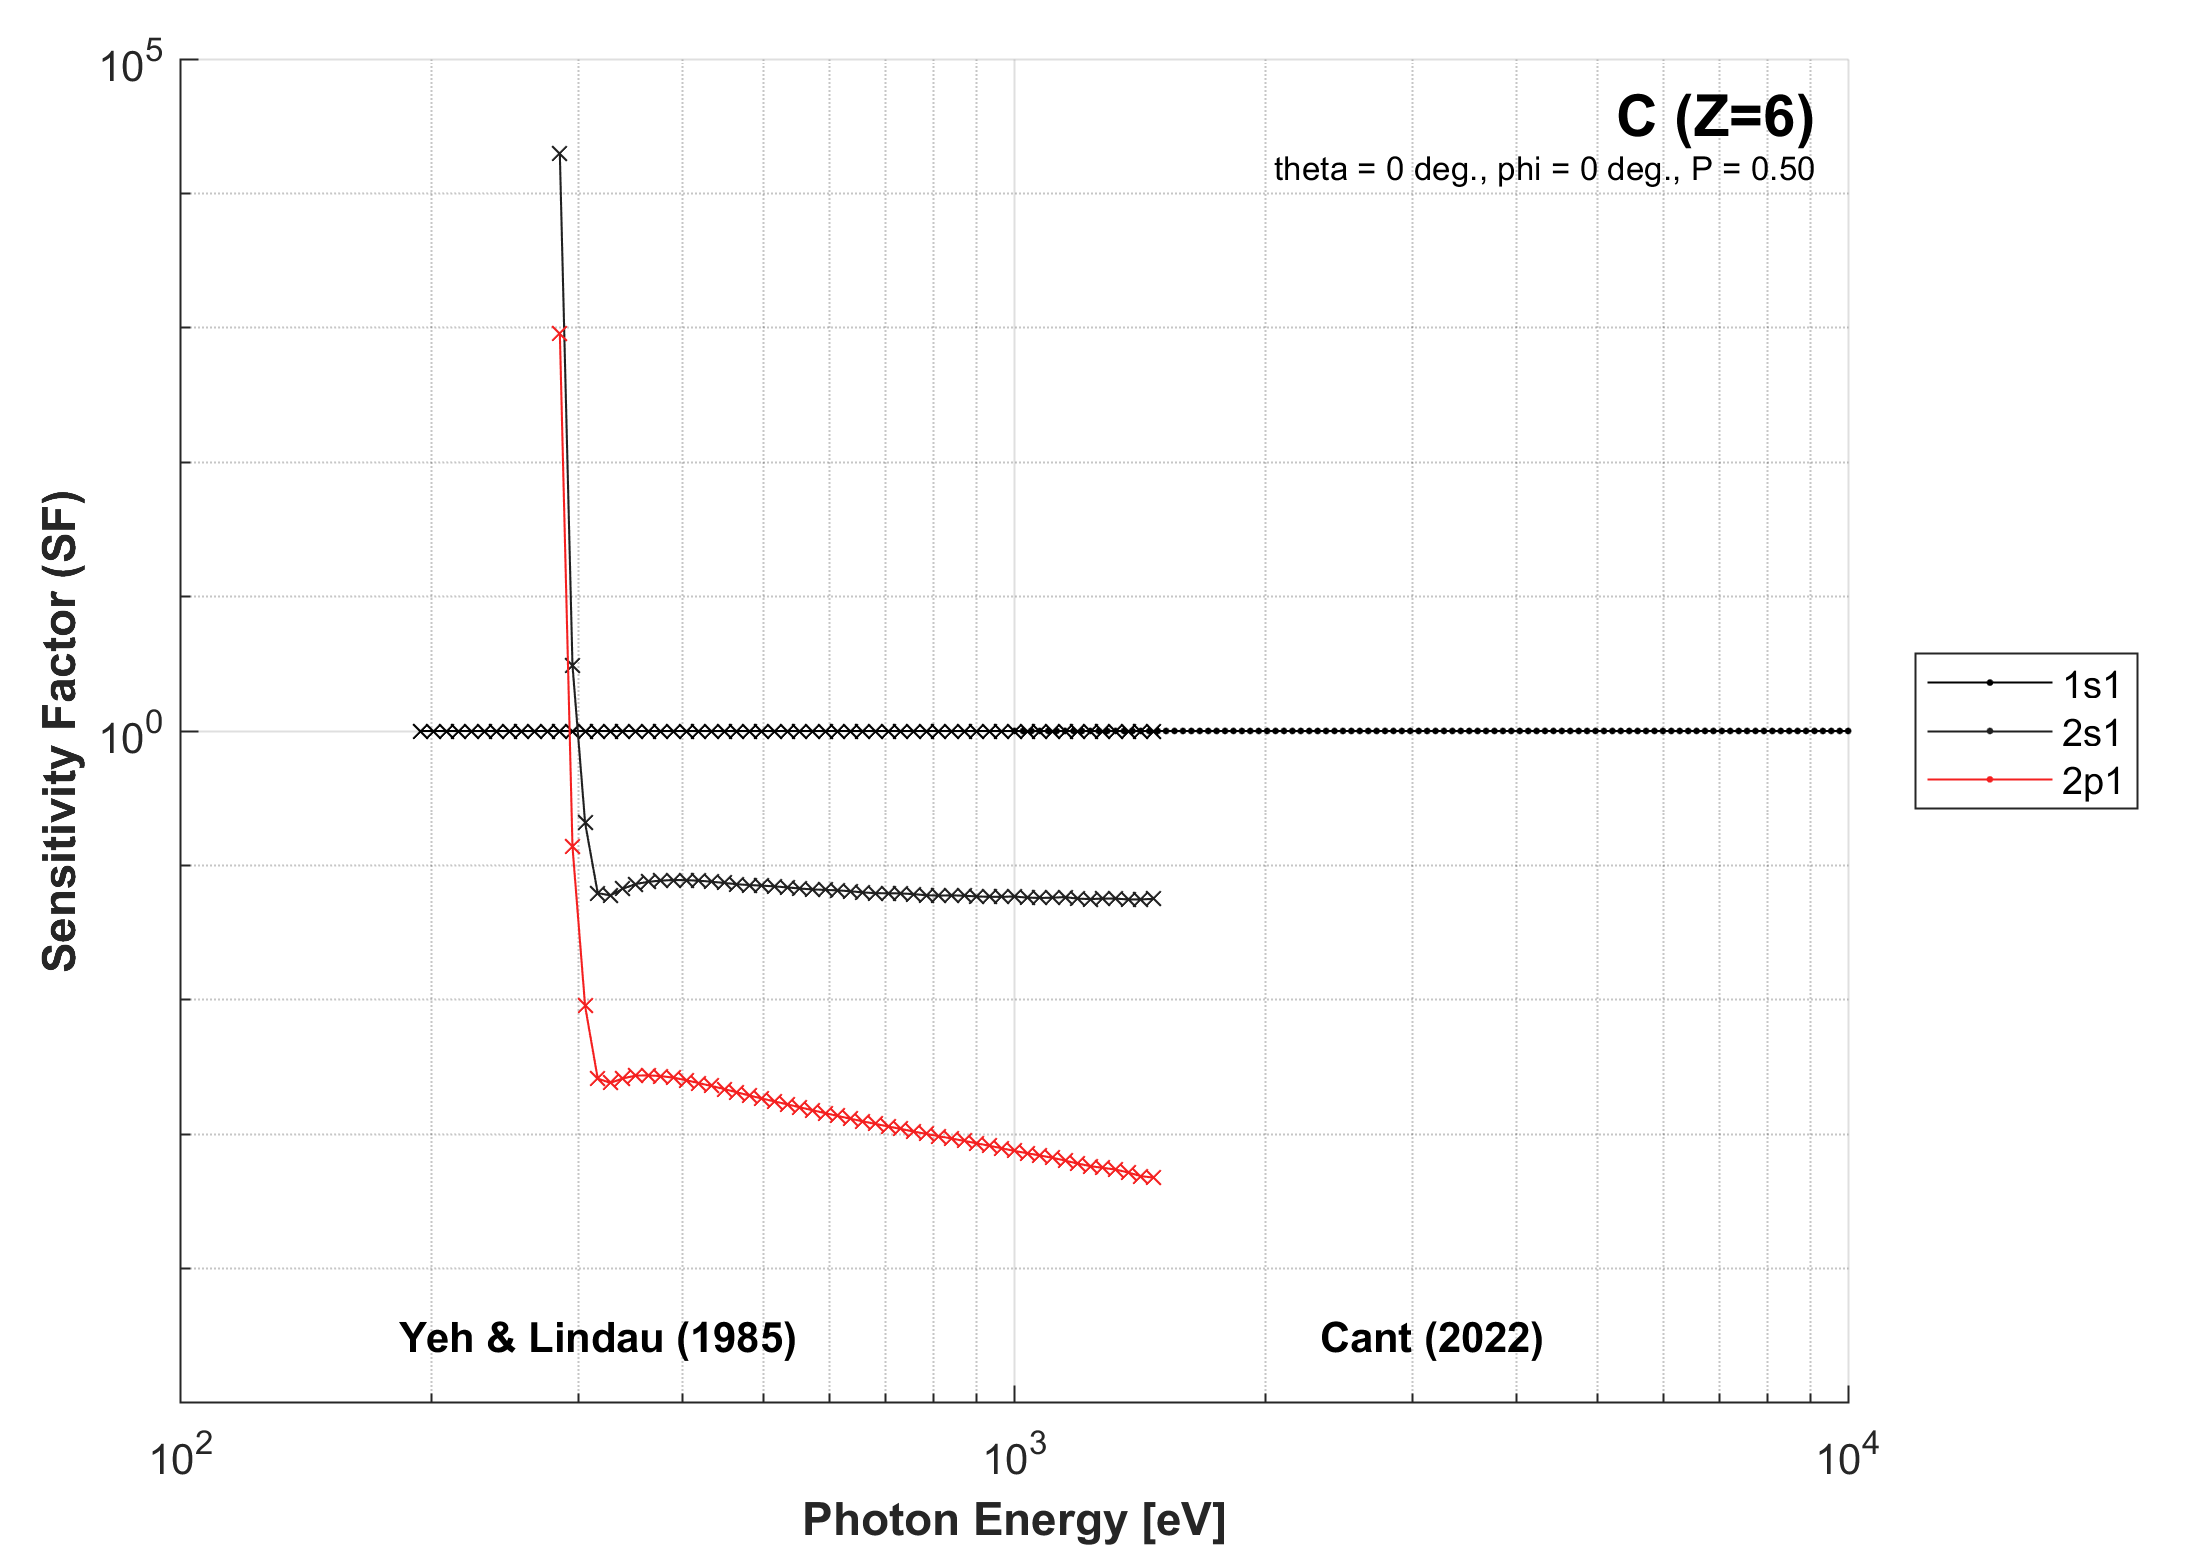 10^5
C (Z=6)
theta = 0 deg., phi = 0 deg., P = 0.50
Sensitivity Factor (SF)
10^0
1s1
2s1
2p1
Yeh & Lindau (1985)
Cant (2022)
10^2
10^3
10^4
Photon Energy [eV]